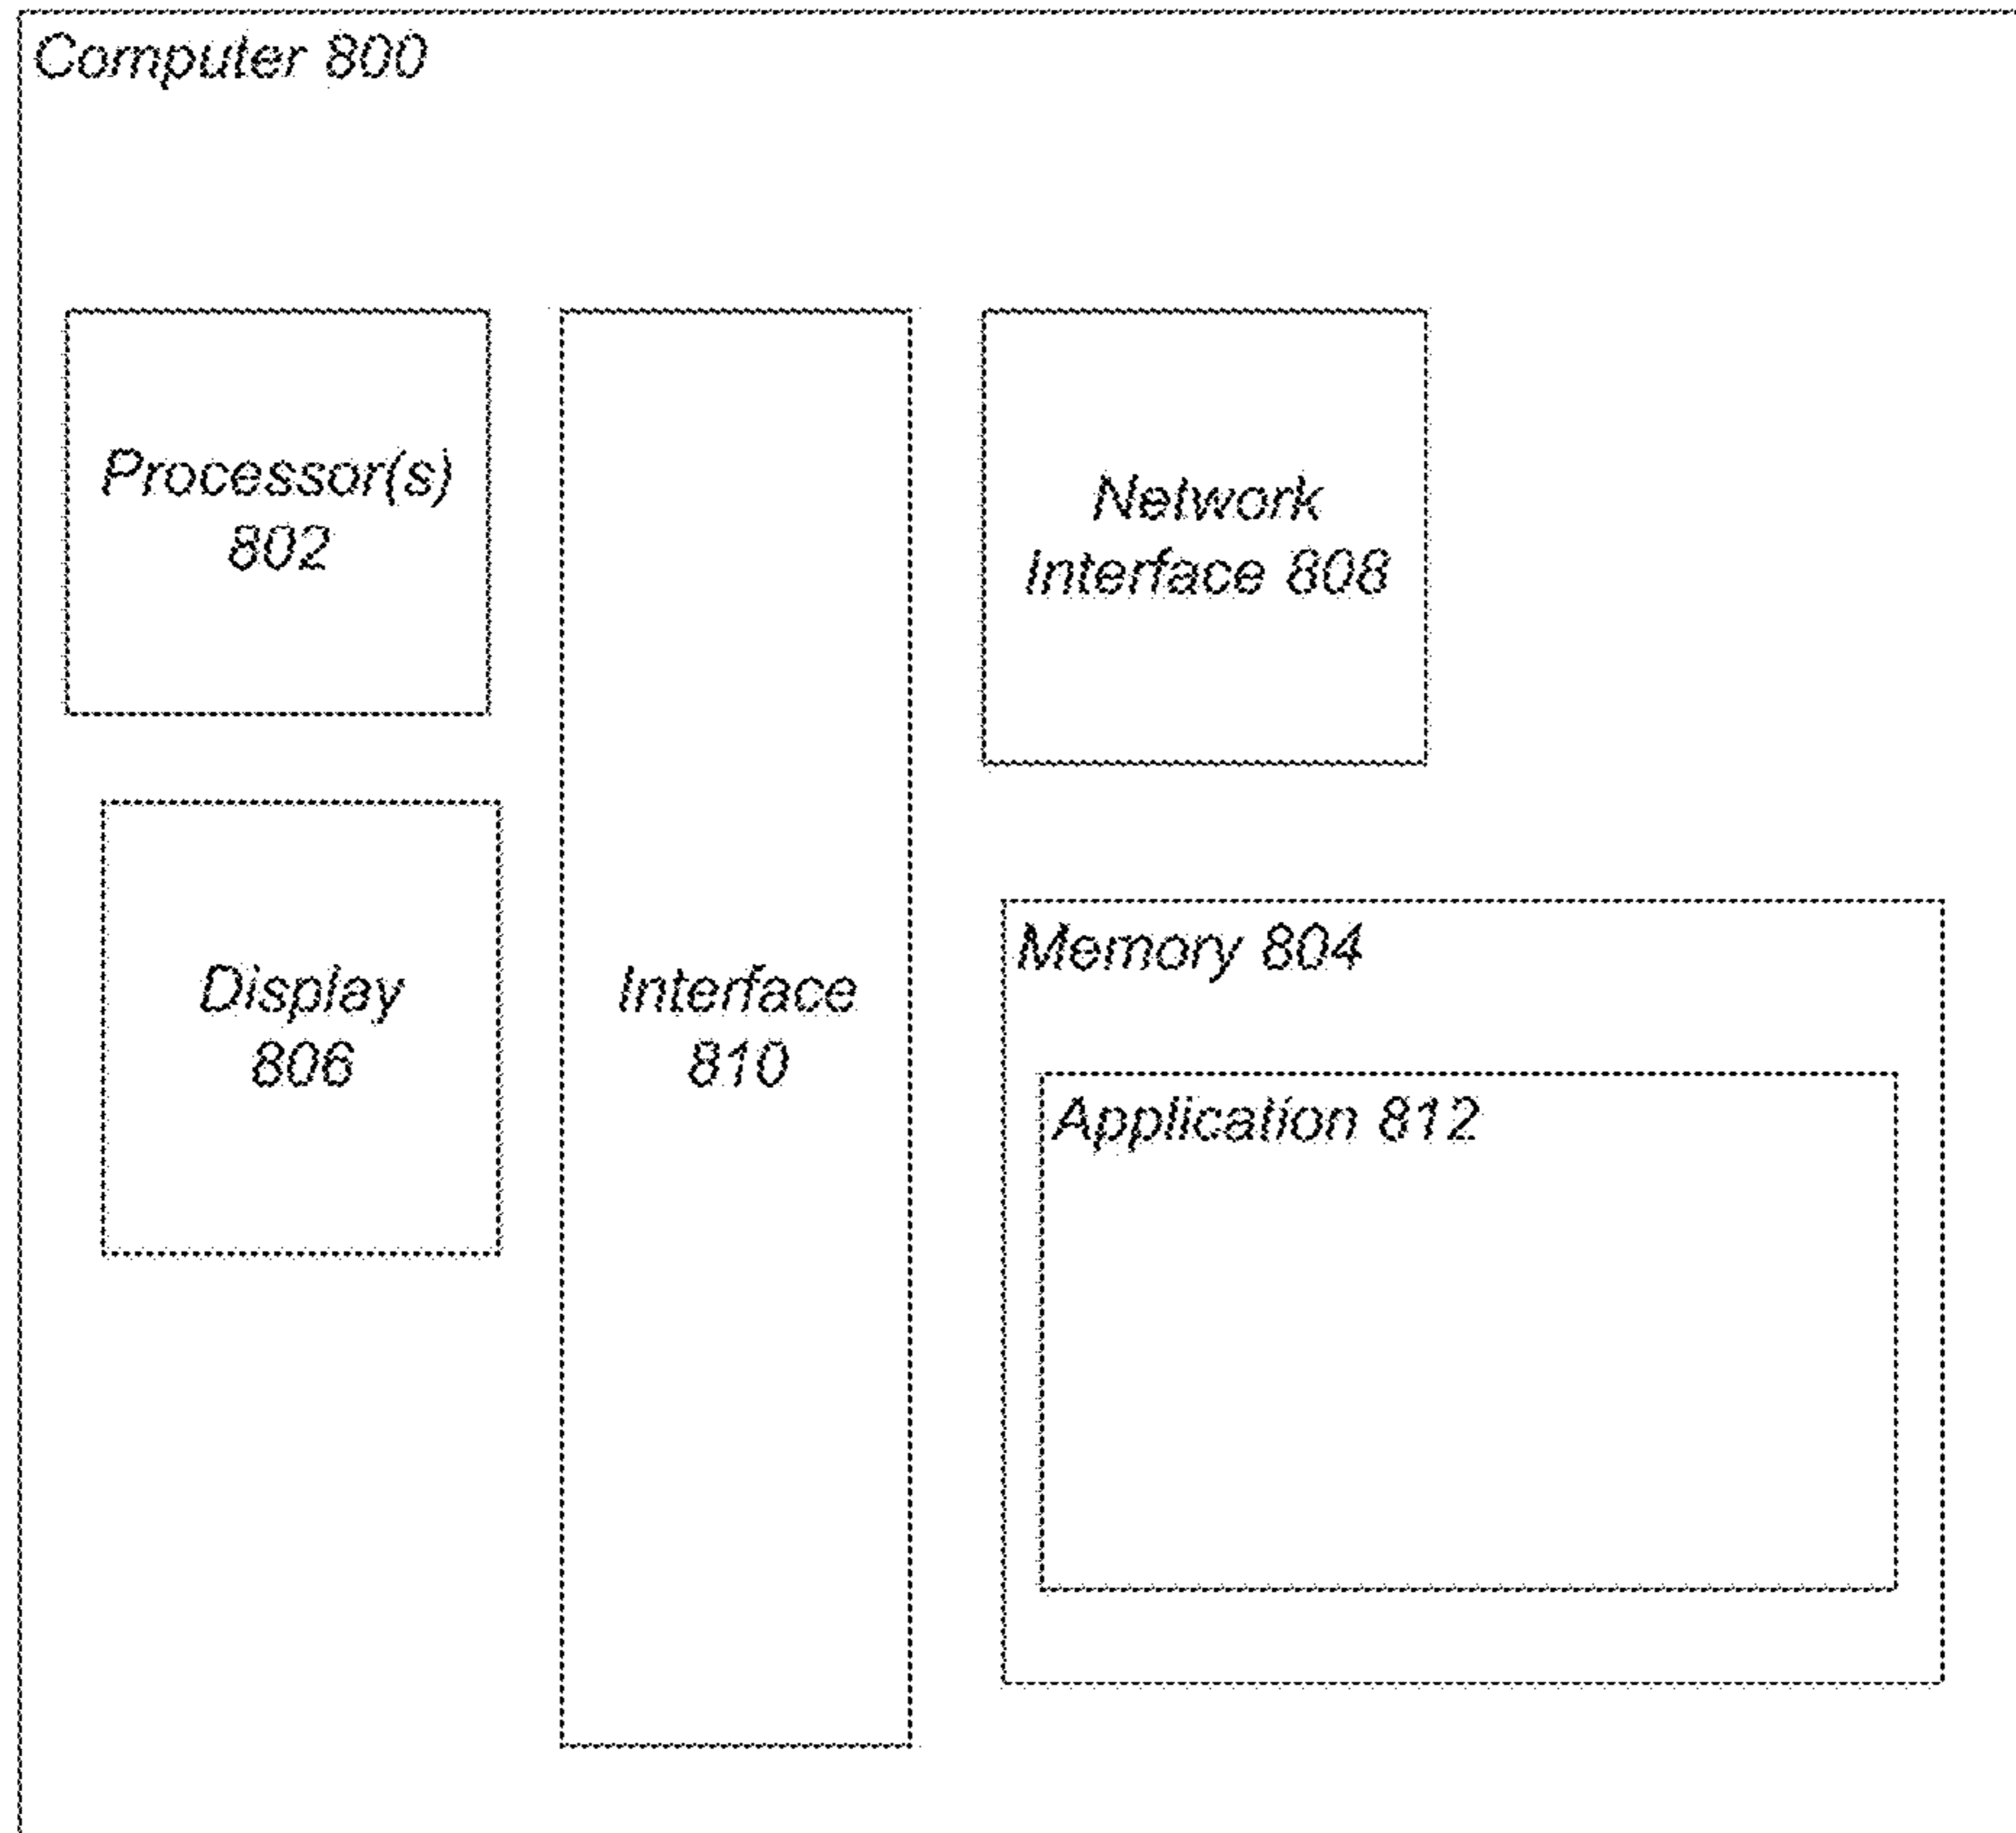 Computer 800
Processor(s)
802
Network
Interface 808
Display
806
Interface
810
Memory 804
Application 812